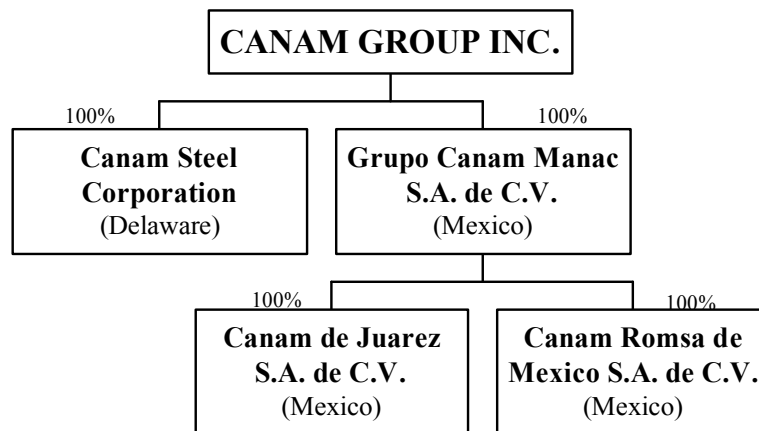 CANAM GROUP INC.
100%
100%
Canam Steel
Corporation
(Delaware)
Grupo Canam Manac
S.A. de C.V.
(Mexico)
100%
100%
Canam de Juarez
S.A. de C.V.
(Mexico)
Canam Romsa de
Mexico S.A. de C.V.
(Mexico)